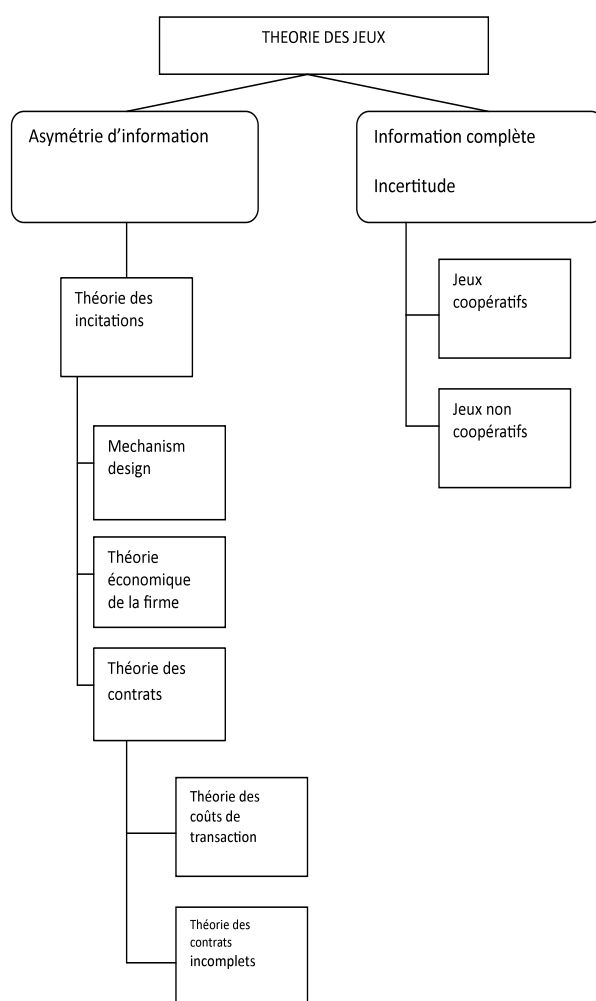 THEORIE DES JEUX
Asymétrie d’information
Information complète
Incertitude
Théorie des
incitations
Jeux
coopératifs
Jeux non
coopératifs
Mechanism
design
Théorie
économique
de la firme
Théorie des
contrats
Théorie des
coûts de
transaction
Théorie des
contrats
incomplets